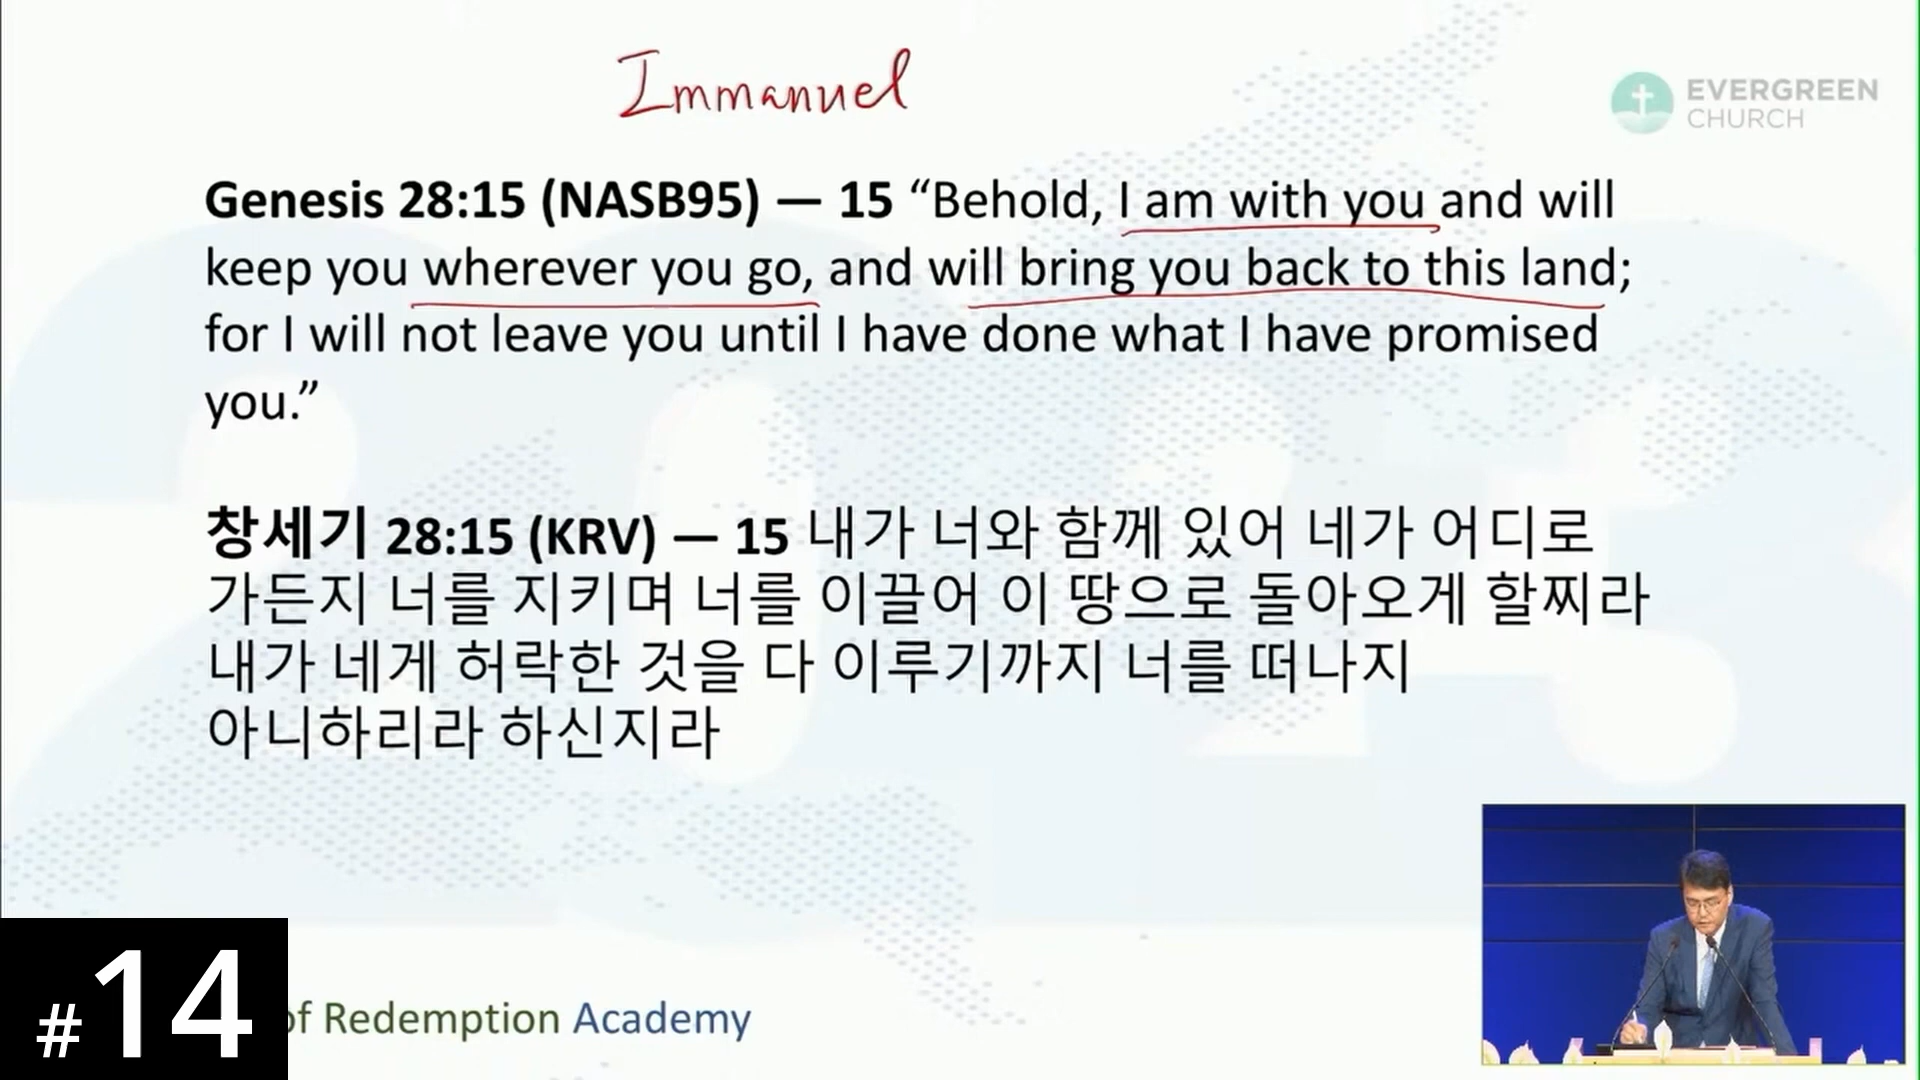 Immanuel
EVERGREEN
CHURCH
Genesis 28:15 (NASB95) — 15 “Behold, I am with you and will
keep you wherever you go, and will bring you back to this land;
for I will not leave you until I have done what I have promised
you.”
창세기 28:15 (KRV) — 15 내가 너와 함께 있어 네가 어디로
가든지 너를 지키며 너를 이끌어 이 땅으로 돌아오게 할찌라
내가 네게 허락한 것을 다 이루기까지 너를 떠나지
아니하리라 하신지라
#14
of Redemption Academy